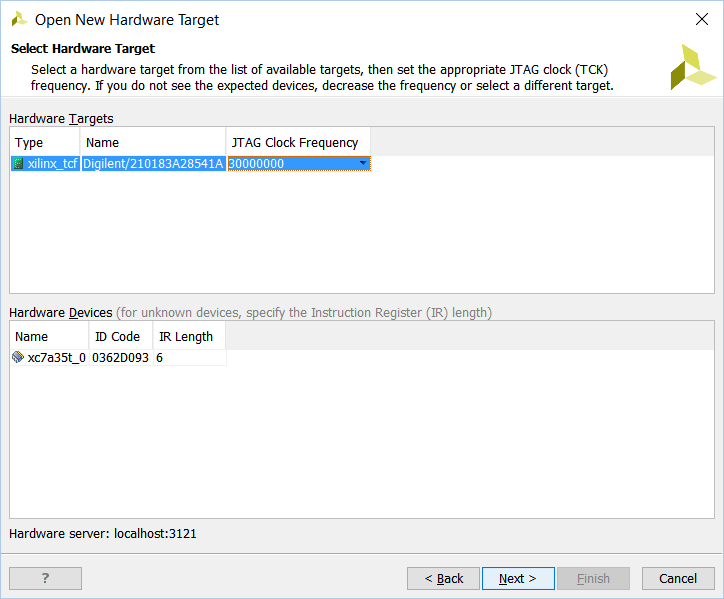 Open New Hardware Target
Select Hardware Target
Select a hardware target from the list of available targets, then set the appropriate JTAG clock (TCK)
frequency. If you do not see the expected devices, decrease the frequency or select a different target.
Hardware Targets
Type Name JTAG Clock Frequency
xilinx_tcf Digilent/210183A28541A 30000000
Hardware Devices (for unknown devices, specify the Instruction Register (IR) length)
Name ID Code IR Length
xc7a35t_0 0362D093 6
Hardware server: localhost:3121
? < Back Next > Finish Cancel